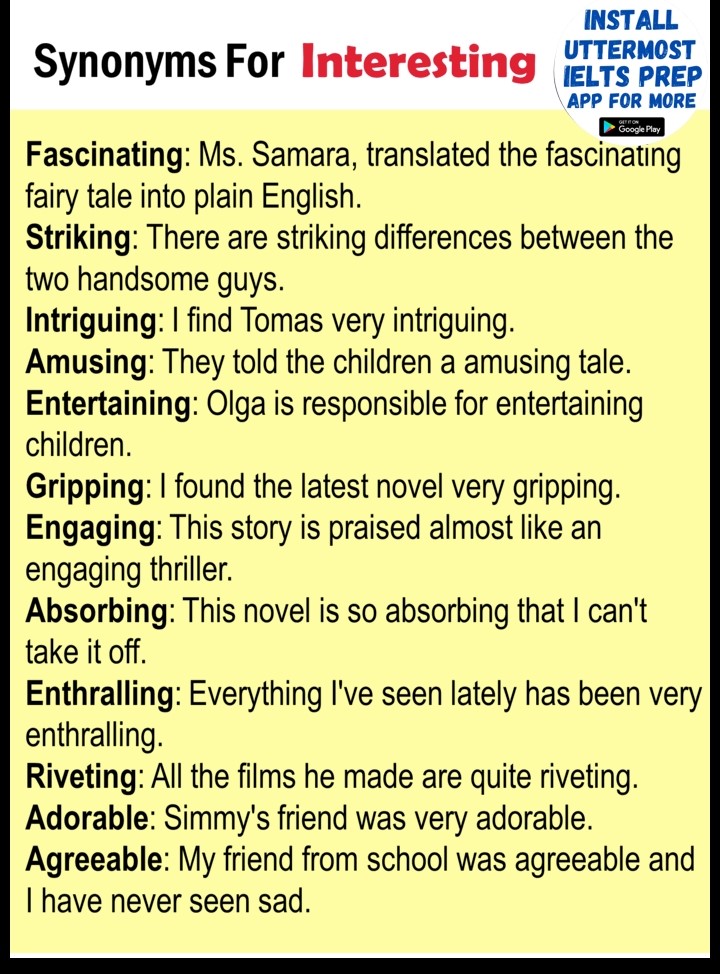 Synonyms For Interesting
INSTALL
UTTERMOST
IELTS PREP
APP FOR MORE
GET IT ON
Google Play
Fascinating: Ms. Samara, translated the fascinating
fairy tale into plain English.
Striking: There are striking differences between the
two handsome guys.
Intriguing: I find Tomas very intriguing.
Amusing: They told the children a amusing tale.
Entertaining: Olga is responsible for entertaining
children.
Gripping: I found the latest novel very gripping.
Engaging: This story is praised almost like an
engaging thriller.
Absorbing: This novel is so absorbing that I can't
take it off.
Enthralling: Everything I've seen lately has been very
enthralling.
Riveting: All the films he made are quite riveting.
Adorable: Simmy's friend was very adorable.
Agreeable: My friend from school was agreeable and
I have never seen sad.